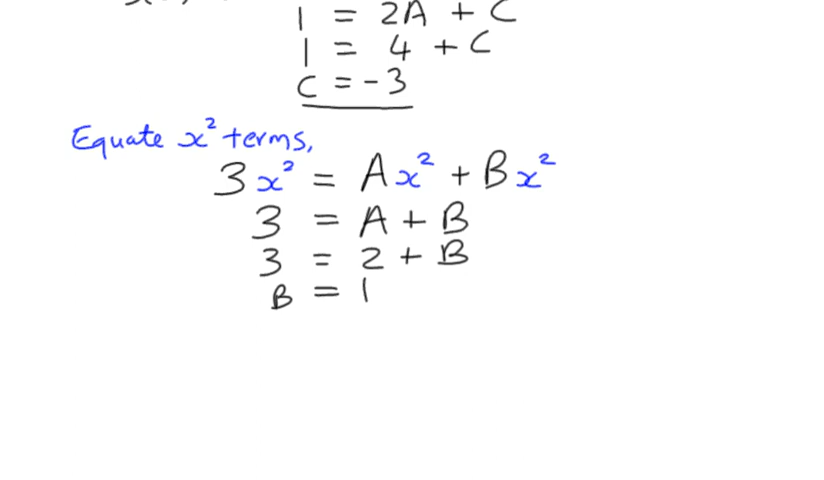 1 = 2A + C
1 = 4 + C
C = -3
Equate x² terms,
3x² = Ax² + Bx²
3 = A + B
3 = 2 + B
B = 1